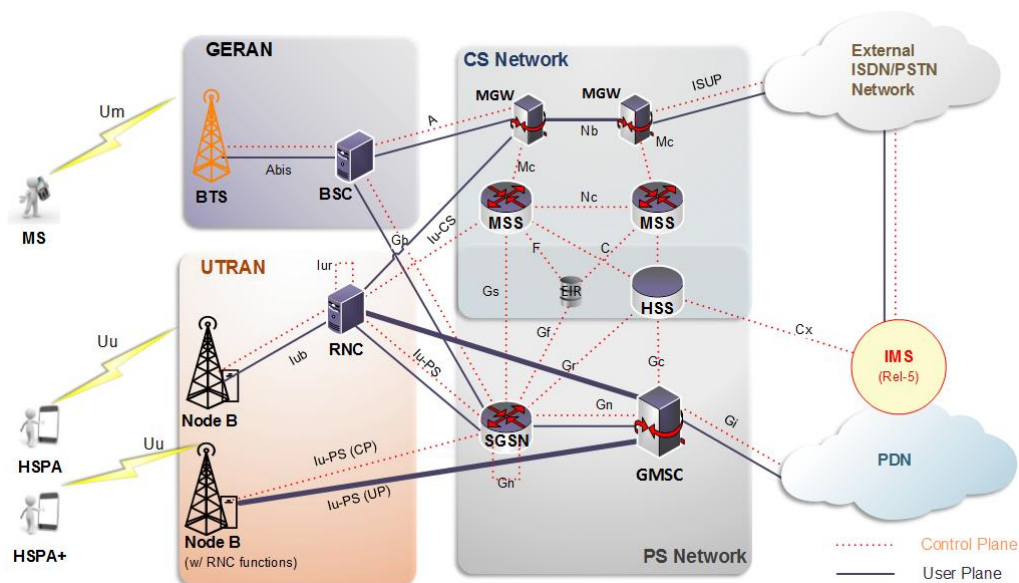 GERAN
CS Network
External
ISDN/PSTN
Network
MGW
MGW
ISUP
Um
A
Nb
Abis
Mc
Mc
BTS
BSC
MS
MSS
Nc
MSS
Iu-CS
Gb
F
C
UTRAN
Iur
Gs
EIR
HSS
Cx
Uu
RNC
Gf
Gr
Gc
IMS
(Rel-5)
Iub
Iu-PS
Node B
Gn
Gi
HSPA
Uu
SGSN
GMSC
PDN
Iu-PS (CP)
Gn
Iu-PS (UP)
HSPA+
Node B
(w/ RNC functions)
PS Network
Control Plane
User Plane